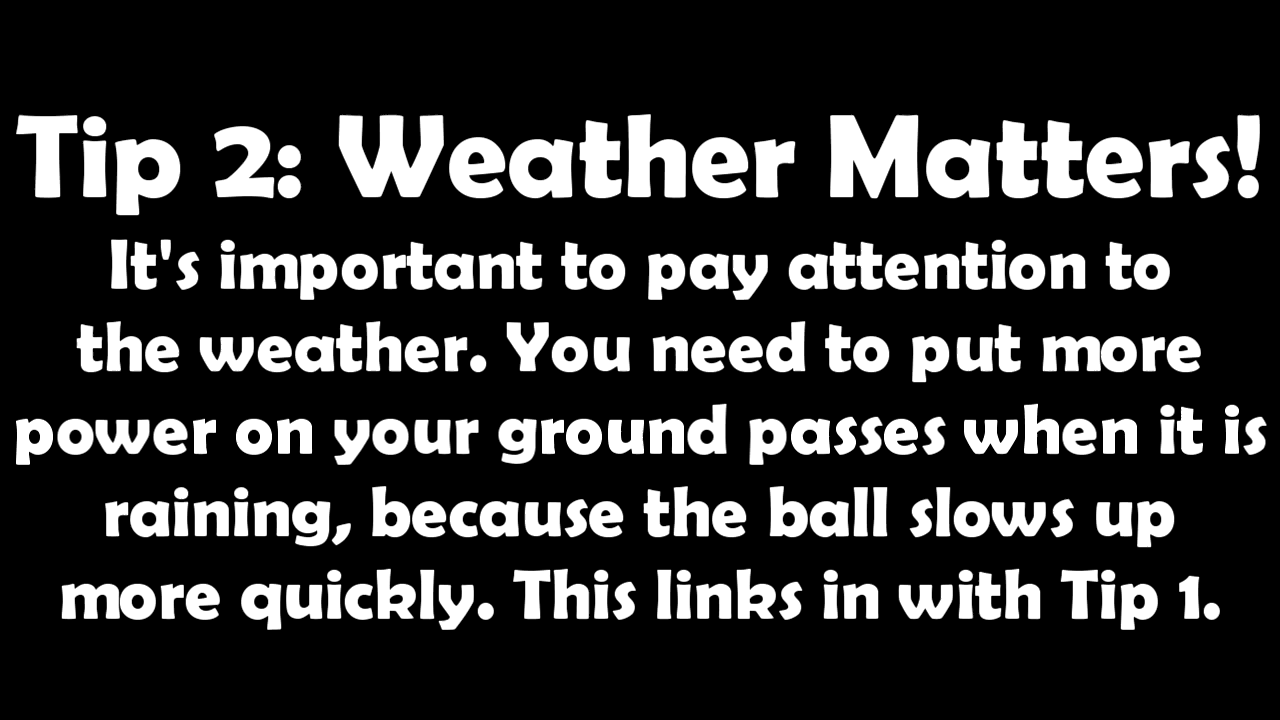 Tip 2: Weather Matters!
It's important to pay attention to
the weather. You need to put more
power on your ground passes when it is
raining, because the ball slows up
more quickly. This links in with Tip 1.